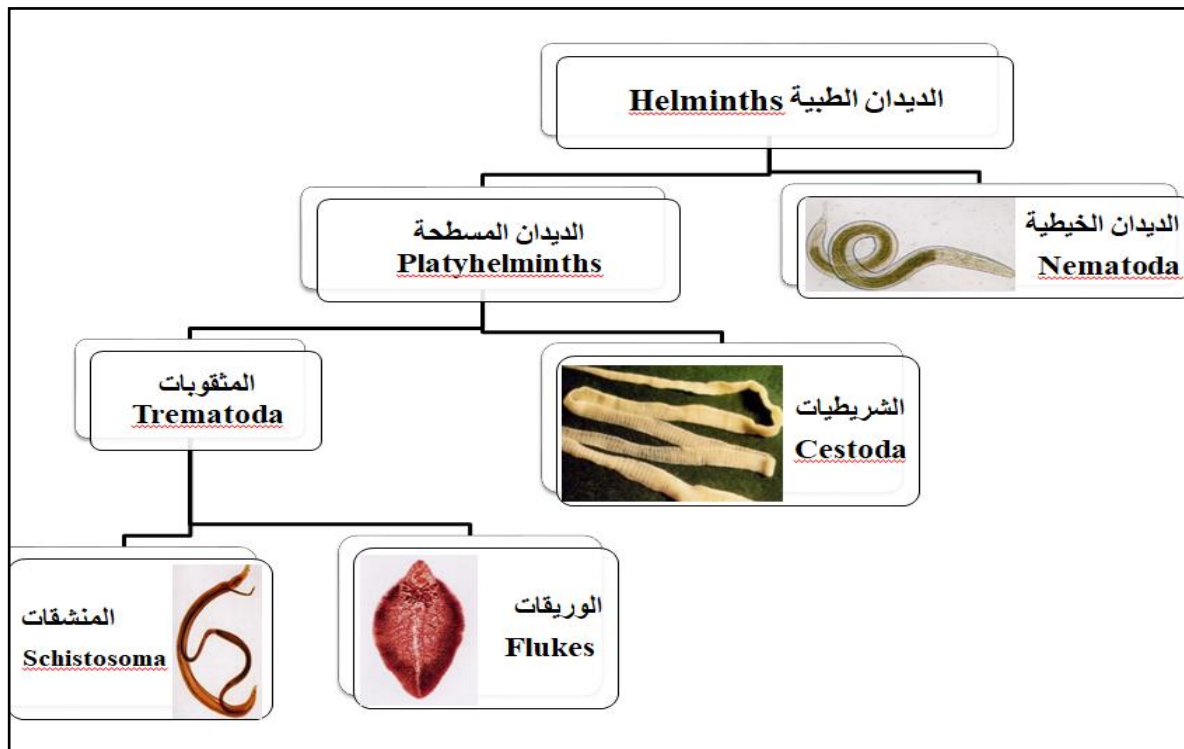 الديدان الطبية Helminths
الديدان المسطحة
Platyhelminths
الديدان الخيطية
Nematoda
المثقوبات
Trematoda
الشريطيات
Cestoda
المنشقات
Schistosoma
الوريقات
Flukes